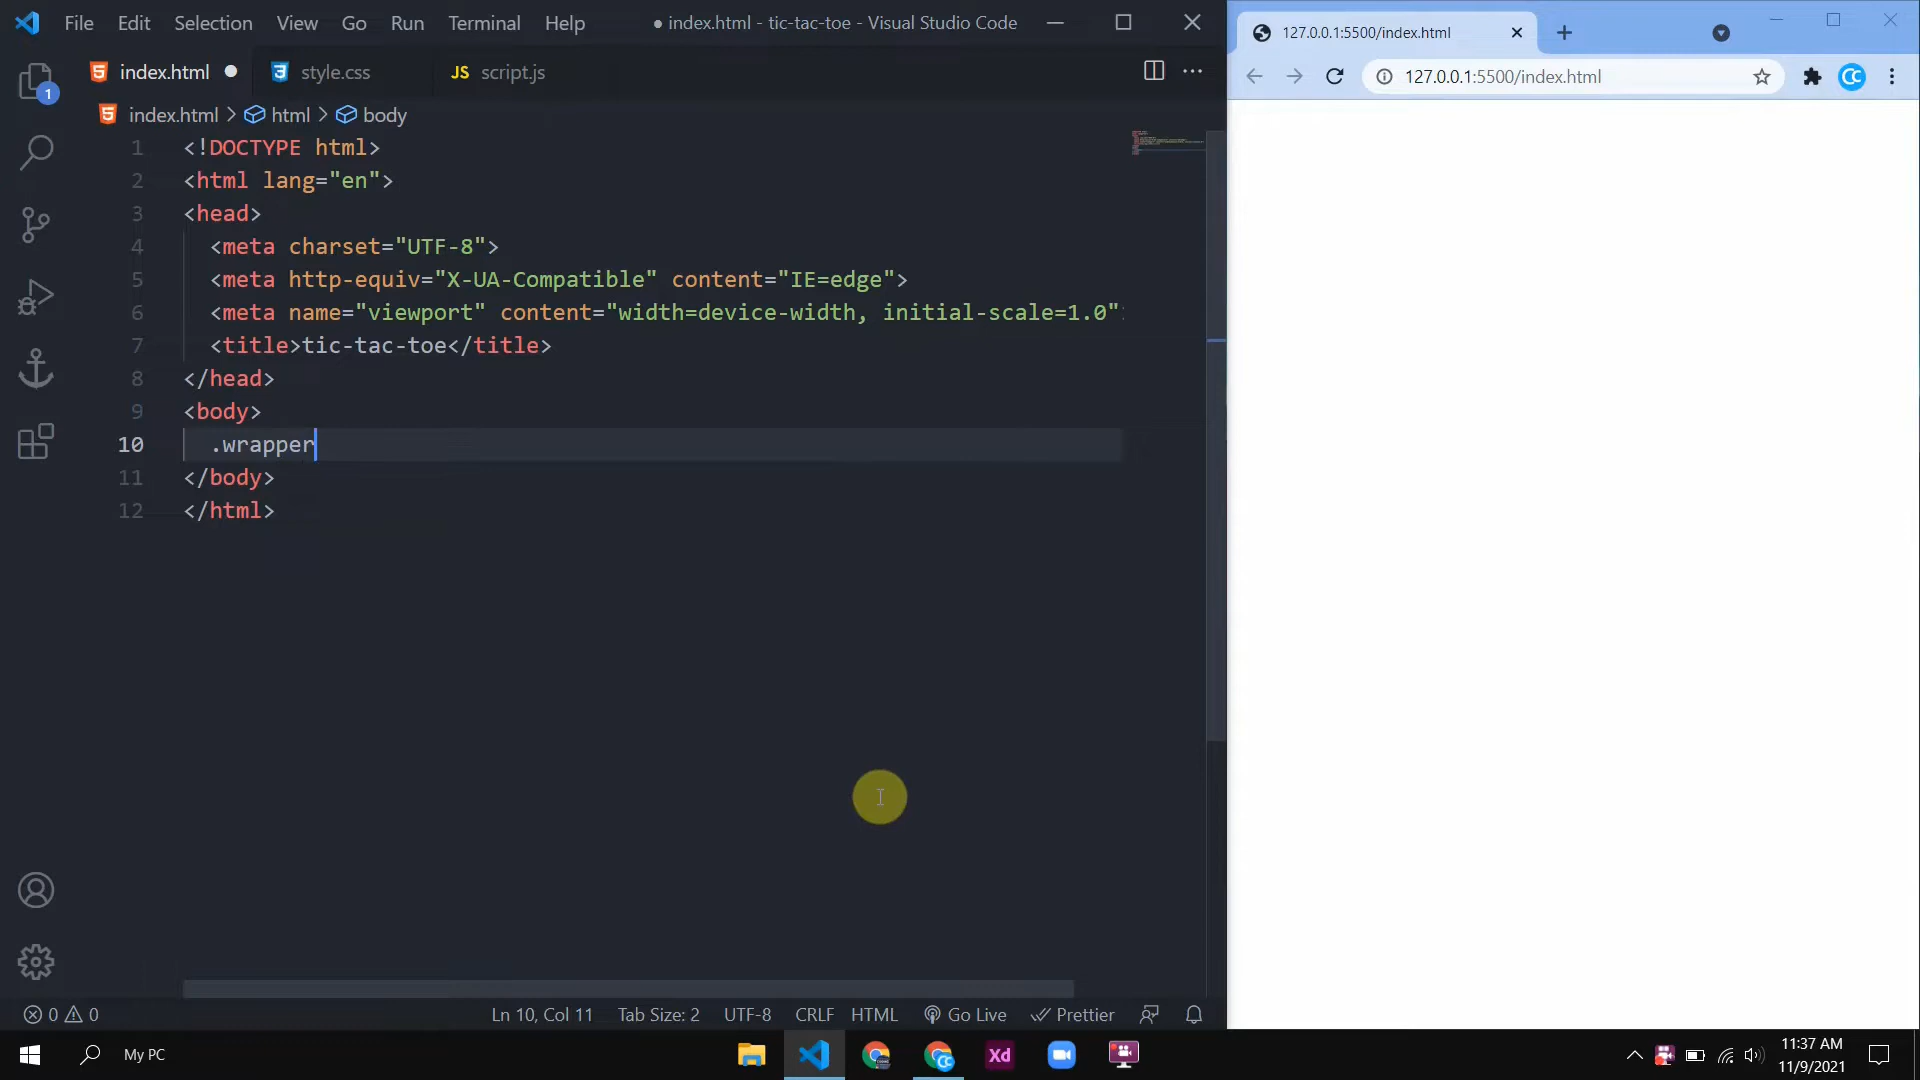 File Edit Selection View Go Run Terminal Help ● index.html - tic-tac-toe - Visual Studio Code
127.0.0.1:5500/index.html
index.html style.css JS script.js
127.0.0.1:5500/index.html
1
index.html > html > body
1 <!DOCTYPE html>
2 <html lang="en">
3 <head>
4 <meta charset="UTF-8">
5 <meta http-equiv="X-UA-Compatible" content="IE=edge">
6 <meta name="viewport" content="width=device-width, initial-scale=1.0"
7 <title>tic-tac-toe</title>
8 </head>
9 <body>
10 .wrapper
11 </body>
12 </html>
0 0 Ln 10, Col 11 Tab Size: 2 UTF-8 CRLF HTML Go Live Prettier
My PC Xd 11:37 AM
11/9/2021